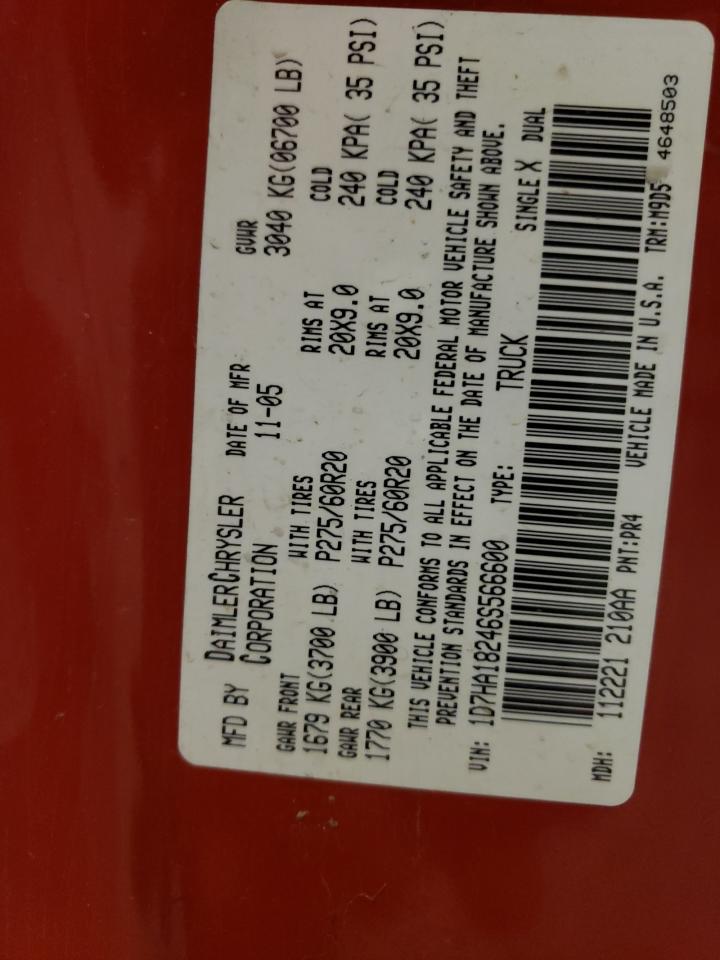 MFD BY DAIMLERCHRYSLER CORPORATION DATE OF MFR 11-05 GVWR 3040 KG(06700 LB)
GAWR FRONT WITH TIRES RIMS AT COLD
1679 KG(3700 LB) P275/60R20 20X9.0 240 KPA( 35 PSI)
GAWR REAR WITH TIRES RIMS AT COLD
1770 KG(3900 LB) P275/60R20 20X9.0 240 KPA( 35 PSI)
THIS VEHICLE CONFORMS TO ALL APPLICABLE FEDERAL MOTOR VEHICLE SAFETY AND THEFT
PREVENTION STANDARDS IN EFFECT ON THE DATE OF MANUFACTURE SHOWN ABOVE.
VIN: 1D7HA18246S566600 TYPE: TRUCK SINGLE X DUAL
MDH: 112221 210AA PNT:PR4 VEHICLE MADE IN U.S.A. TRM:M9D5 4648503